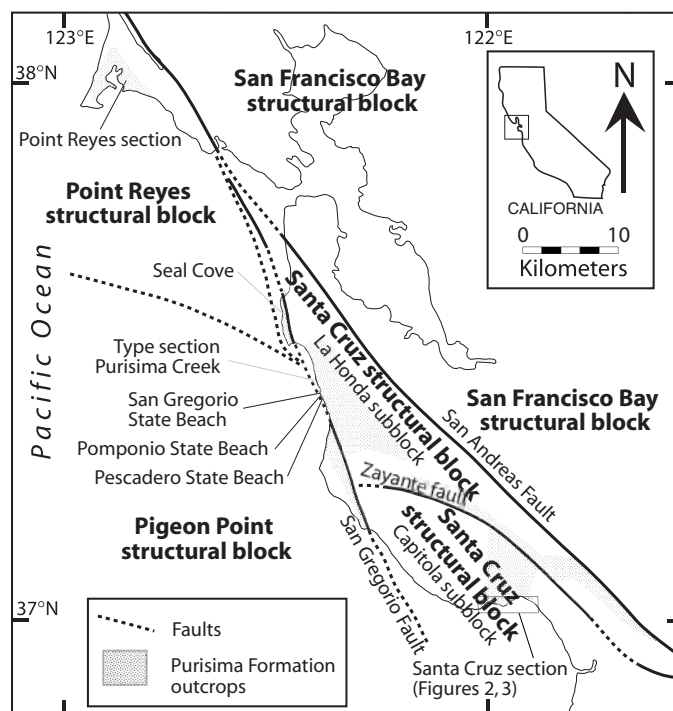 123°E
122°E
38°N
San Francisco Bay
structural block
N
Point Reyes section
CALIFORNIA
0 10
Kilometers
Point Reyes
structural block
Seal Cove
Pacific Ocean
Santa Cruz structural block
La Honda subblock
Type section
Purisima Creek
San Gregorio
State Beach
Pomponio State Beach
Pescadero State Beach
San Francisco Bay
structural block
San Andreas Fault
Zayante fault
Pigeon Point
structural block
Santa Cruz
structural block
Capitola subblock
San Gregorio Fault
37°N
Faults
Purisima Formation
outcrops
Santa Cruz section
(Figures 2, 3)